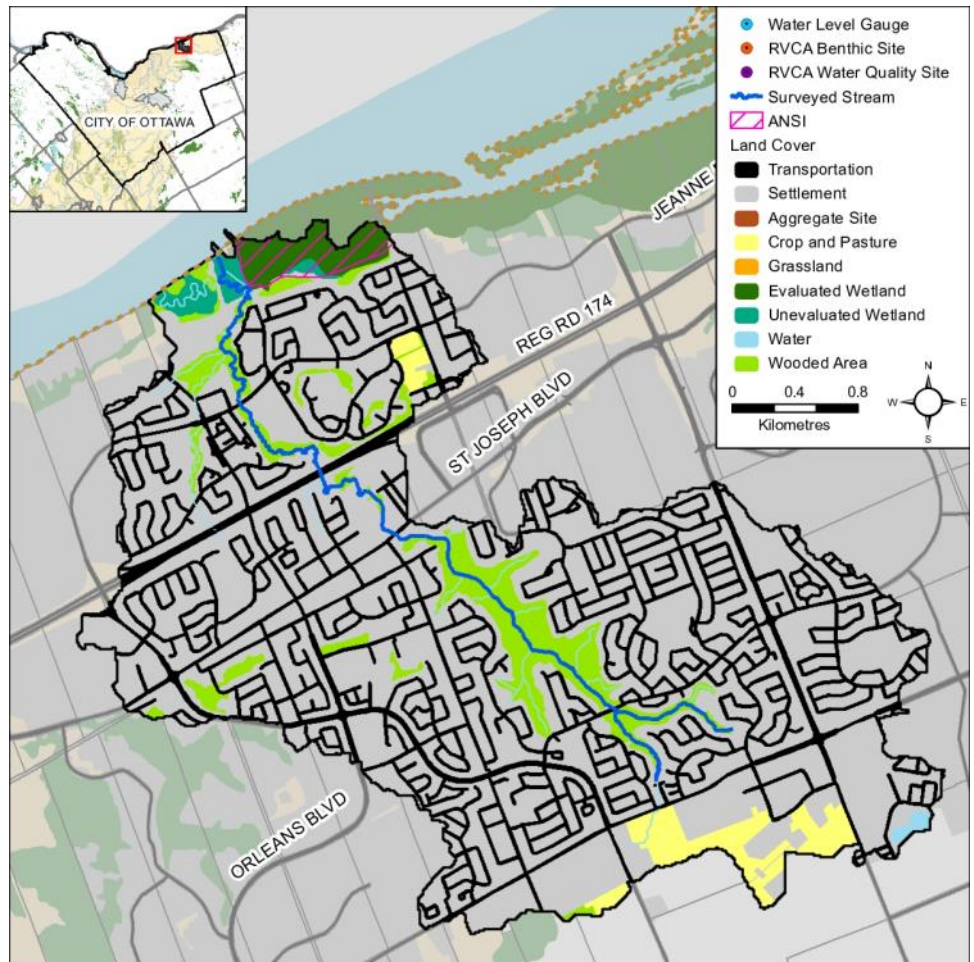 CITY OF OTTAWA
Water Level Gauge
RVCA Benthic Site
RVCA Water Quality Site
Surveyed Stream
ANSI
Land Cover
Transportation
Settlement
Aggregate Site
Crop and Pasture
Grassland
Evaluated Wetland
Unevaluated Wetland
Water
Wooded Area
0 0.4 0.8
Kilometres
N
W E
S
JEANNE
REG RD 174
ST JOSEPH BLVD
ORLEANS BLVD